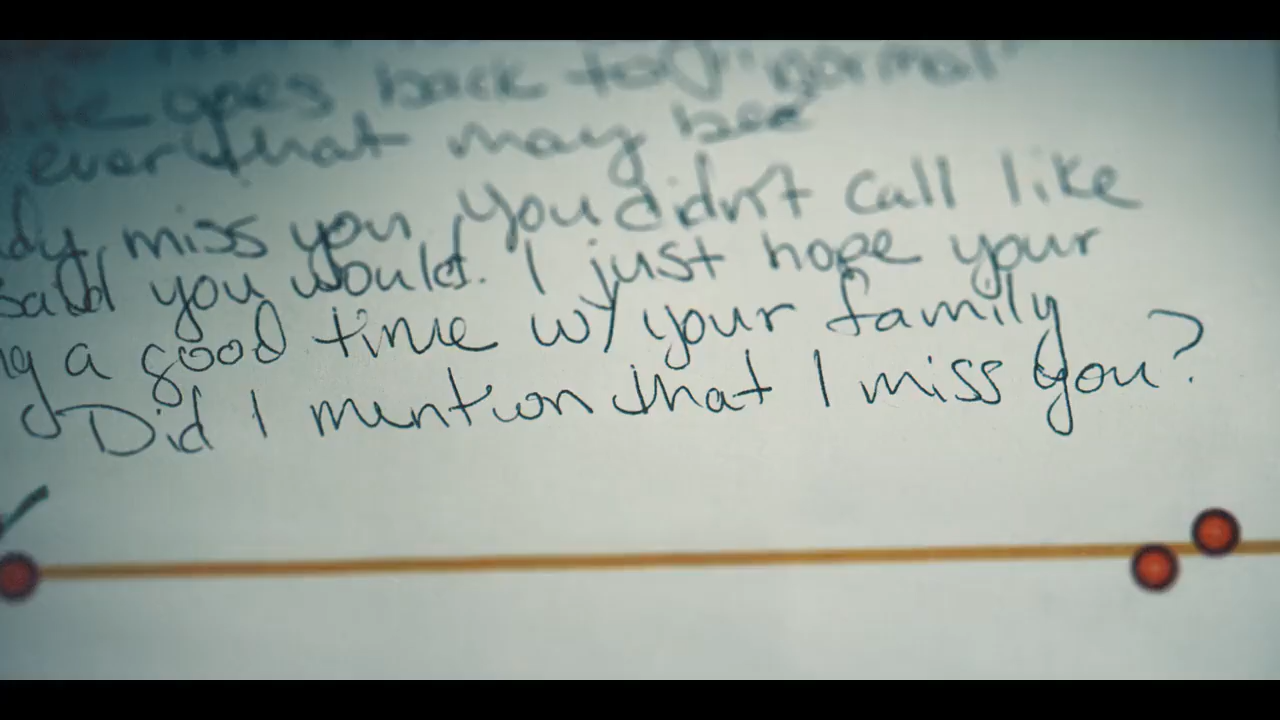 life goes back to "normal"
ever that may bee
miss you, You didn't call like
said you would. I just hope your
a good time w/ your family
Did I mention that I miss you?